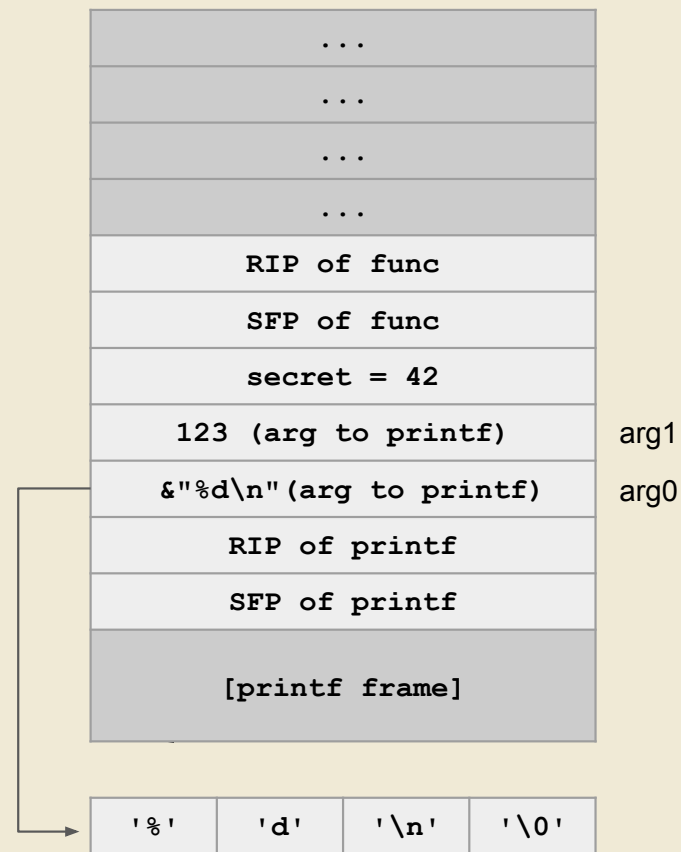 ...
...
...
...
RIP of func
SFP of func
secret = 42
123 (arg to printf) arg1
&"%d\n"(arg to printf) arg0
RIP of printf
SFP of printf
[printf frame]
'%' 'd' '\n' '\0'